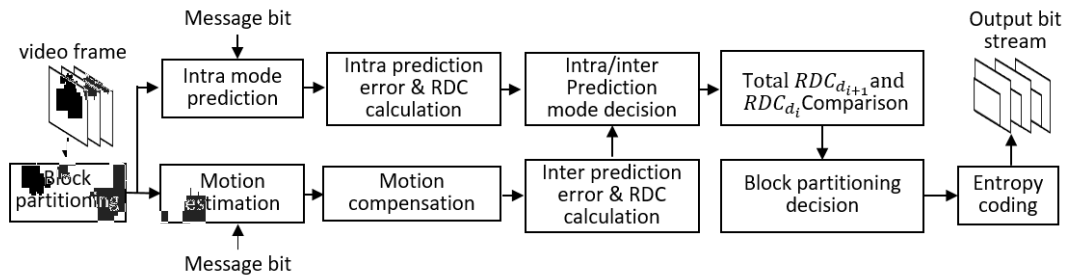 Message bit
video frame
Intra mode
prediction
Intra prediction
error & RDC
calculation
Intra/inter
Prediction
mode decision
Total RDC_{d_{i+1}} and
RDC_{d_i} Comparison
Output bit
stream
Block
partitioning
Motion
estimation
Motion
compensation
Inter prediction
error & RDC
calculation
Block partitioning
decision
Entropy
coding
Message bit